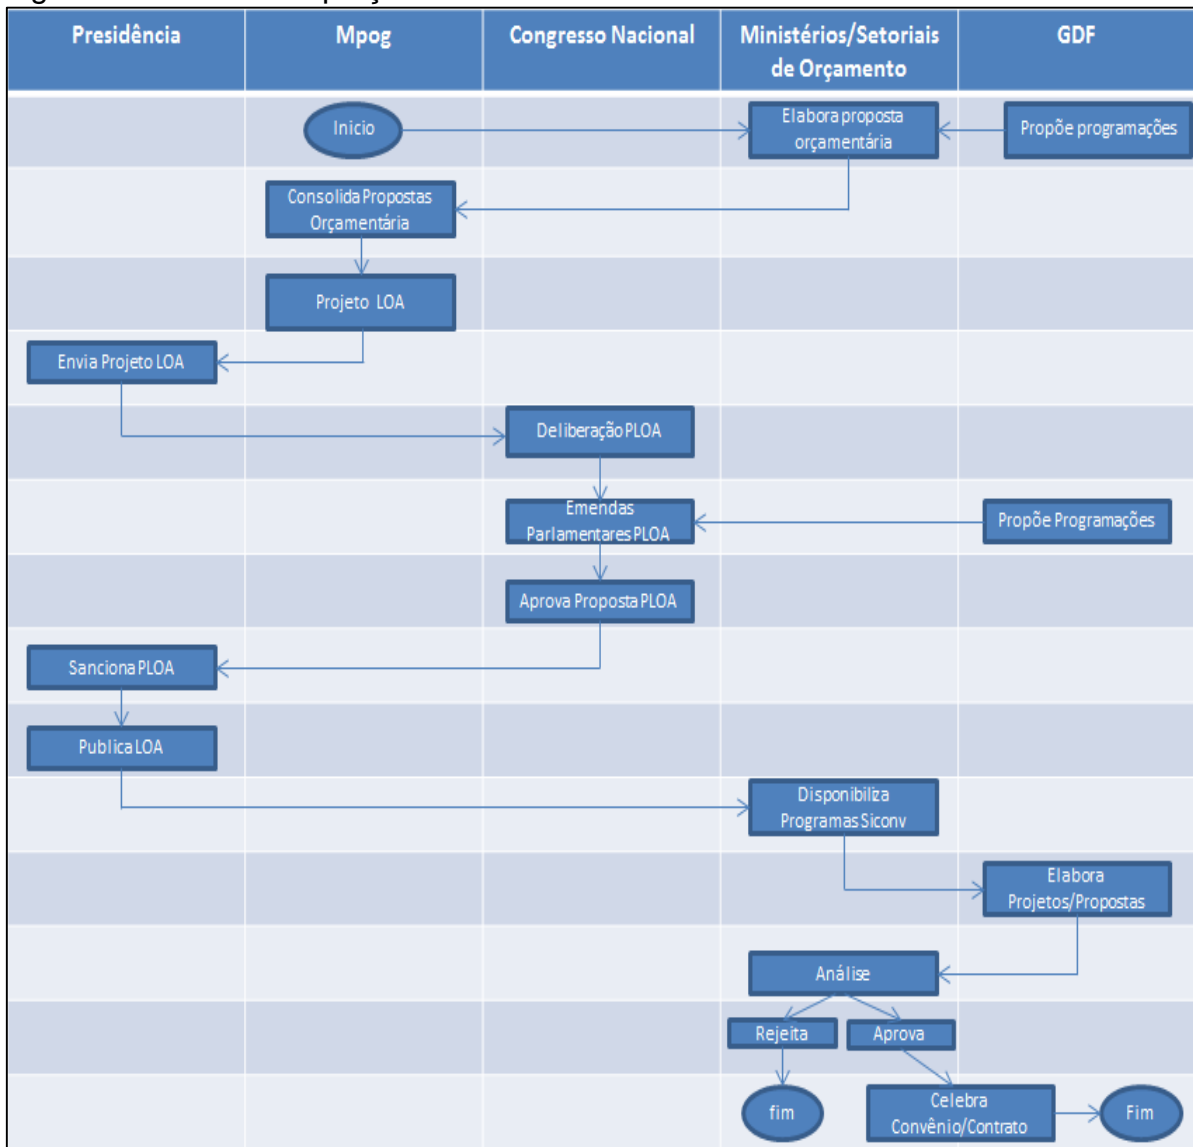 Presidência
Mpog
Congresso Nacional
Ministérios/Setoriais
de Orçamento
GDF
Inicio
Elabora proposta
orçamentária
Propõe programações
Consolida Propostas
Orçamentária
Projeto LOA
Envia Projeto LOA
Deliberação PLOA
Emendas
Parlamentares PLOA
Propõe Programações
Aprova Proposta PLOA
Sanciona PLOA
Publica LOA
Disponibiliza
Programas Siconv
Elabora
Projetos/Propostas
Análise
Rejeita
Aprova
fim
Celebra
Convênio/Contrato
Fim